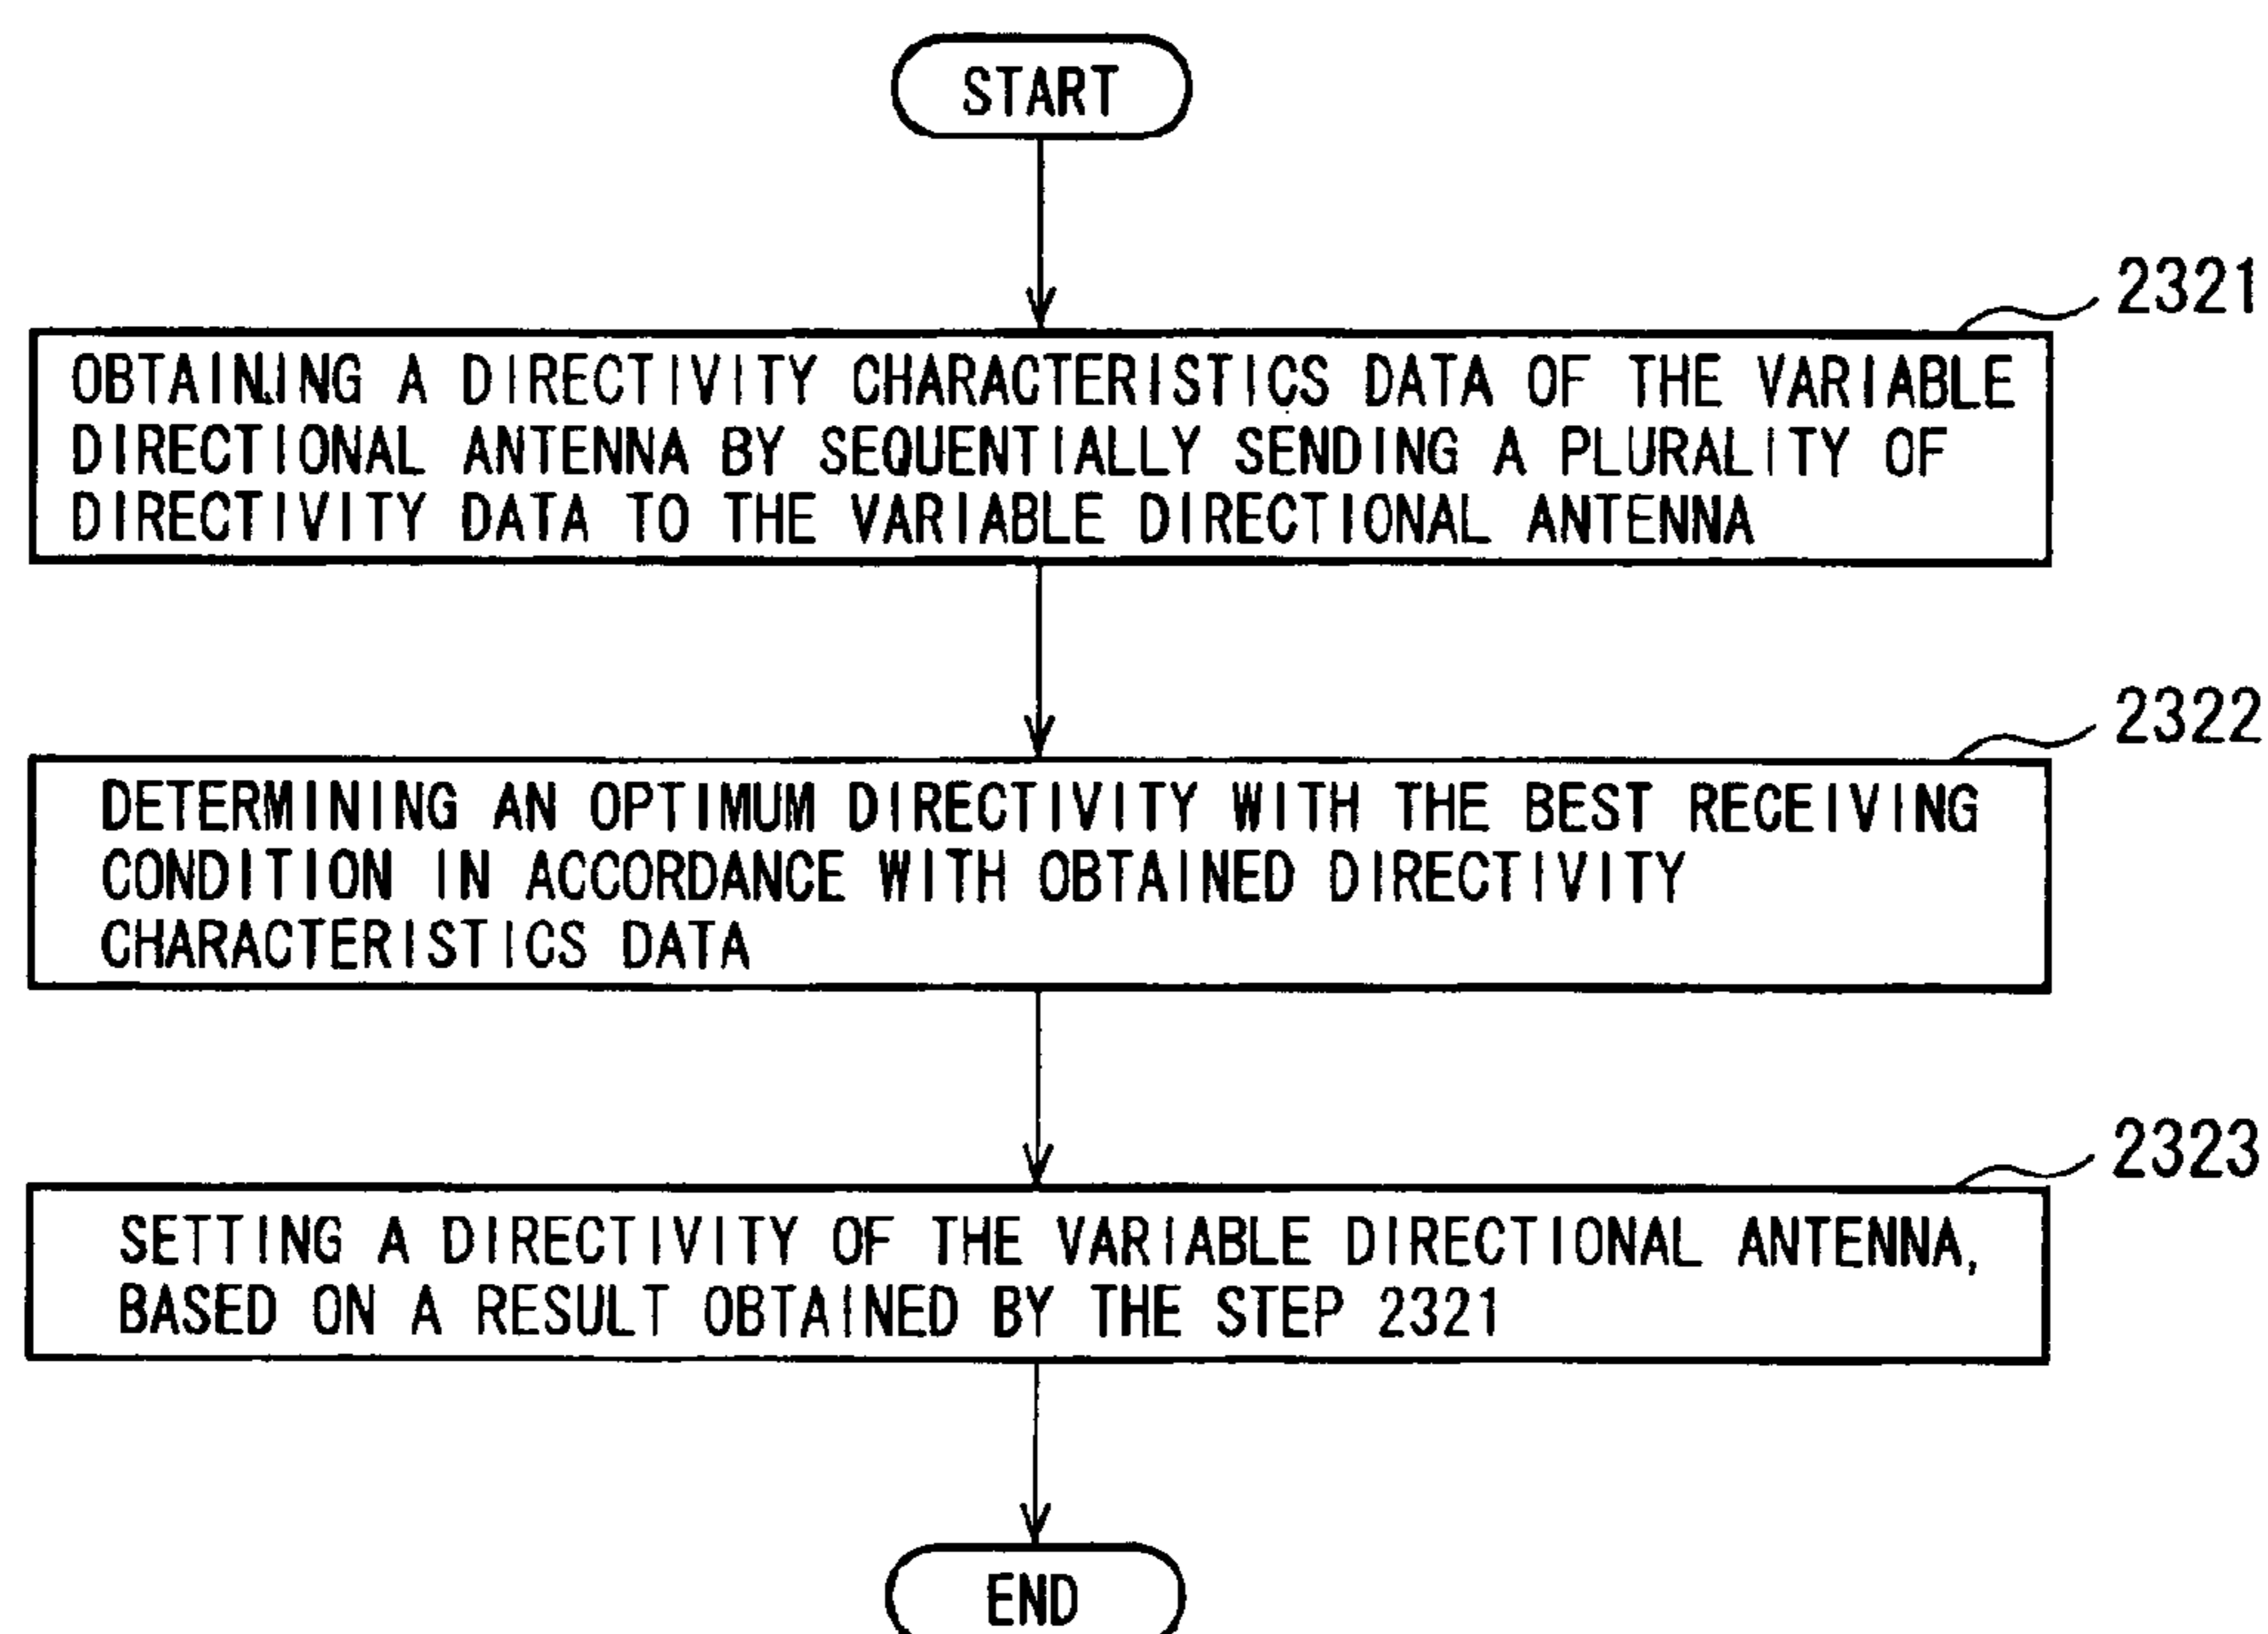 START
2321
OBTAINING A DIRECTIVITY CHARACTERISTICS DATA OF THE VARIABLE
DIRECTIONAL ANTENNA BY SEQUENTIALLY SENDING A PLURALITY OF
DIRECTIVITY DATA TO THE VARIABLE DIRECTIONAL ANTENNA
2322
DETERMINING AN OPTIMUM DIRECTIVITY WITH THE BEST RECEIVING
CONDITION IN ACCORDANCE WITH OBTAINED DIRECTIVITY
CHARACTERISTICS DATA
2323
SETTING A DIRECTIVITY OF THE VARIABLE DIRECTIONAL ANTENNA,
BASED ON A RESULT OBTAINED BY THE STEP 2321
END